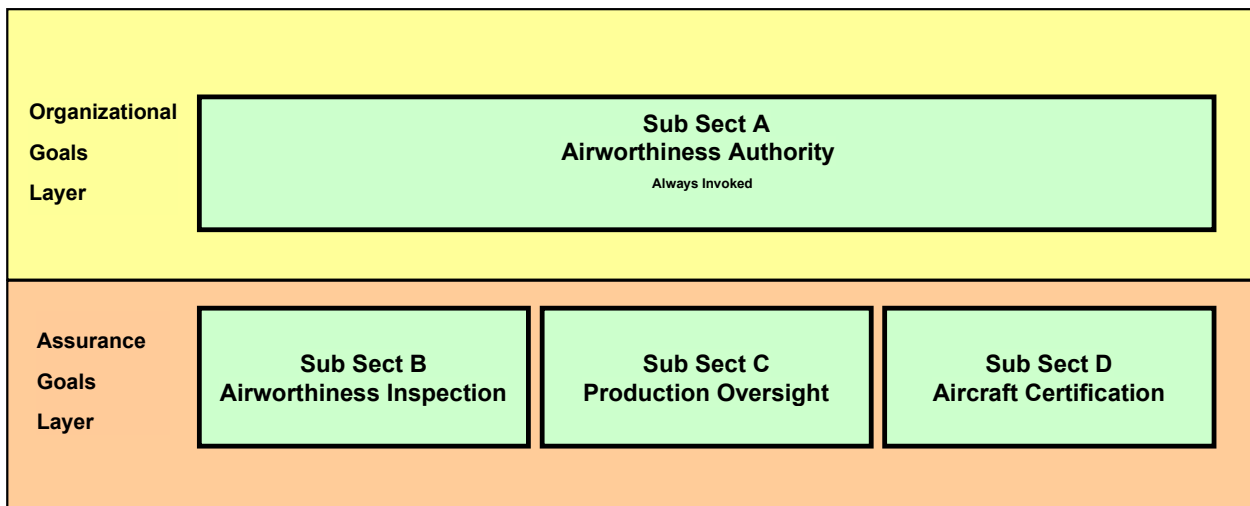 Organizational
Goals
Layer
Sub Sect A
Airworthiness Authority
Always Invoked
Assurance
Goals
Layer
Sub Sect B
Airworthiness Inspection
Sub Sect C
Production Oversight
Sub Sect D
Aircraft Certification